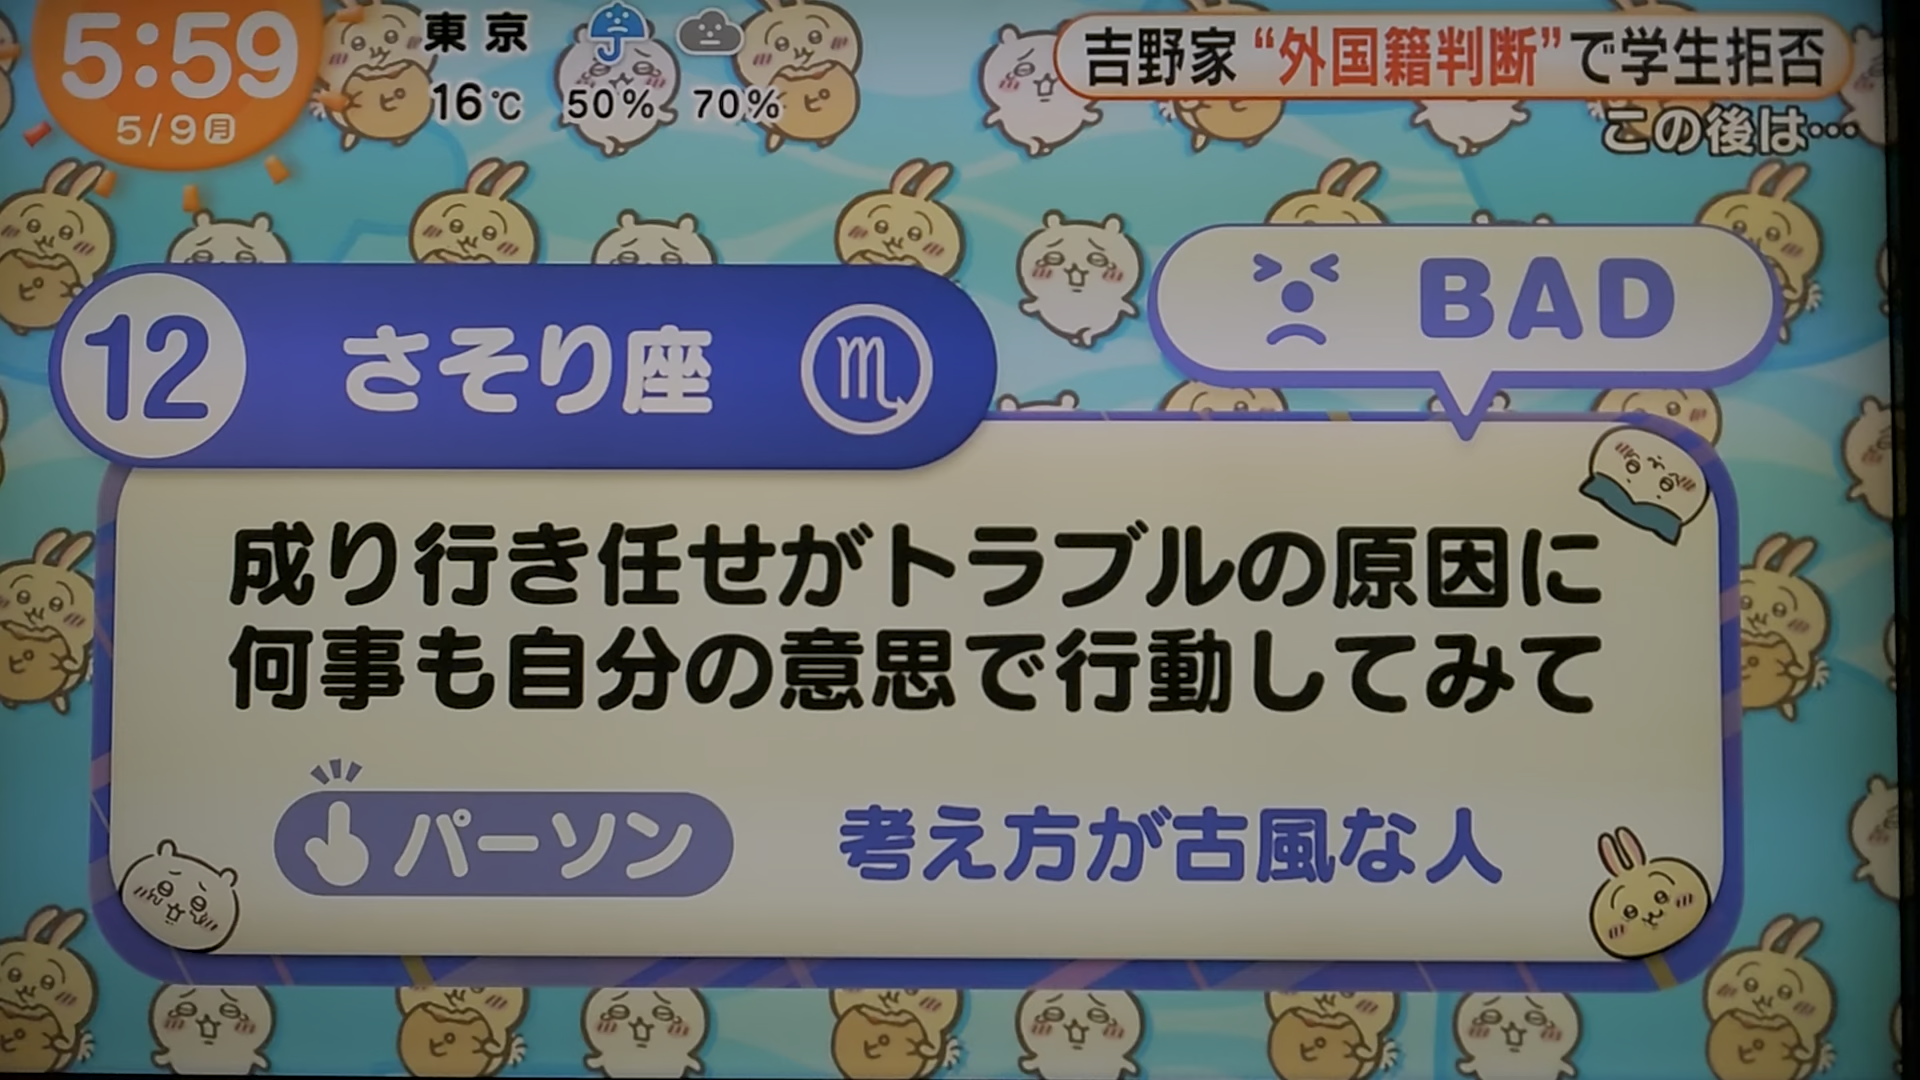 5:59
5/9月
東京
16℃
50%
70%
吉野家“外国籍判断”で学生拒否
この後は…
12
さそり座
BAD
成り行き任せがトラブルの原因に
何事も自分の意思で行動してみて
パーソン
考え方が古風な人